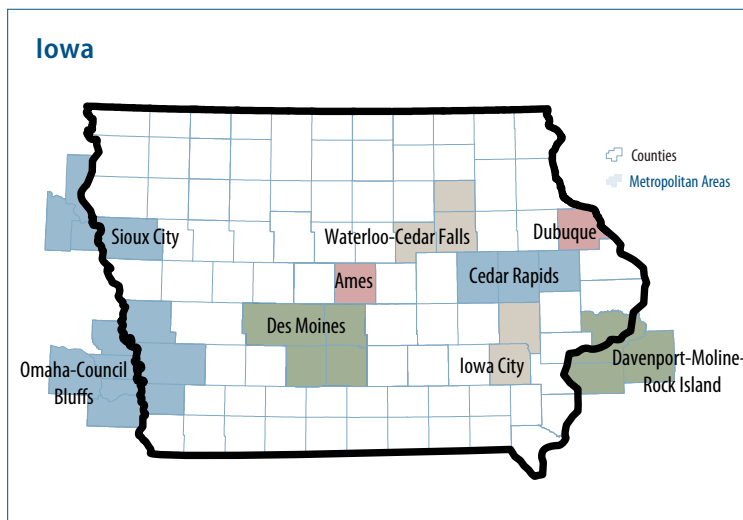 Iowa
Counties
Metropolitan Areas
Sioux City
Waterloo-Cedar Falls
Dubuque
Ames
Cedar Rapids
Des Moines
Omaha-Council
Bluffs
Iowa City
Davenport-Moline-
Rock Island